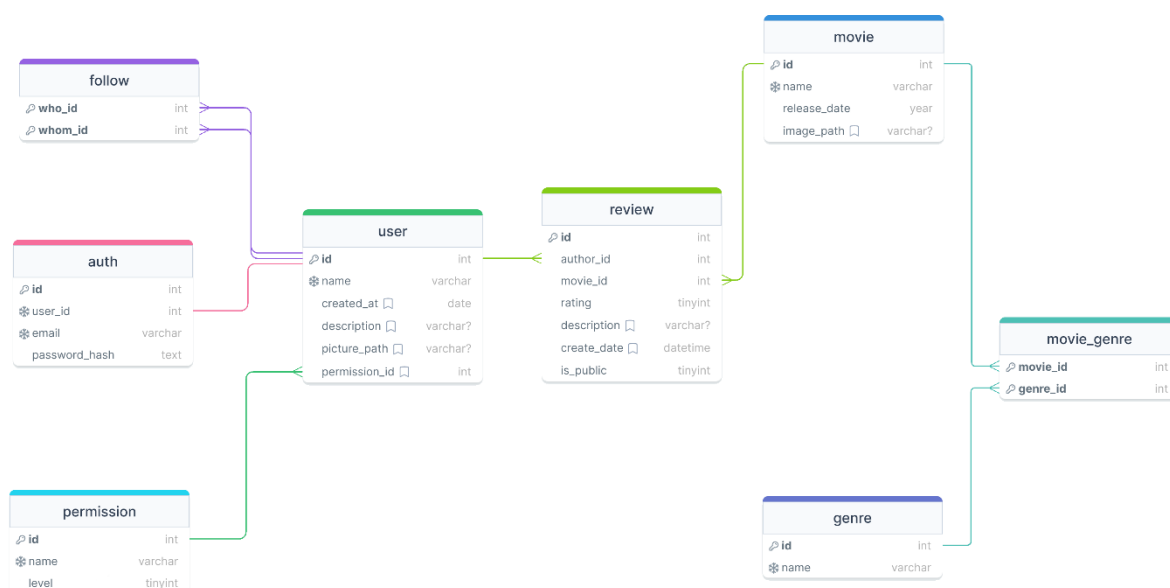 movie
id int
name varchar
release_date year
image_path varchar?
follow
who_id int
whom_id int
review
id int
author_id int
movie_id int
rating tinyint
description varchar?
create_date datetime
is_public tinyint
user
id int
name varchar
created_at date
description varchar?
picture_path varchar?
permission_id int
auth
id int
user_id int
email varchar
password_hash text
movie_genre
movie_id int
genre_id int
permission
id int
name varchar
level tinyint
genre
id int
name varchar